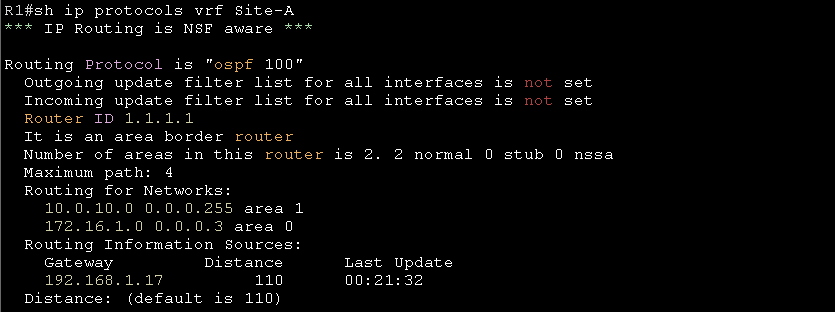 R1#sh ip protocols vrf Site-A
*** IP Routing is NSF aware ***
Routing Protocol is "ospf 100"
Outgoing update filter list for all interfaces is not set
Incoming update filter list for all interfaces is not set
Router ID 1.1.1.1
It is an area border router
Number of areas in this router is 2. 2 normal 0 stub 0 nssa
Maximum path: 4
Routing for Networks:
10.0.10.0 0.0.0.255 area 1
172.16.1.0 0.0.0.3 area 0
Routing Information Sources:
Gateway Distance Last Update
192.168.1.17 110 00:21:32
Distance: (default is 110)